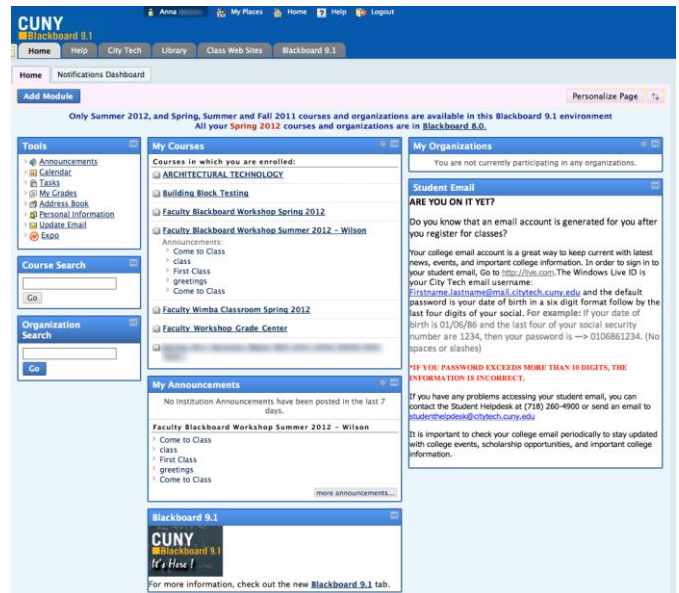 CUNY
Blackboard 9.1
Anna
My Places
Home
Help
Logout
Home
Help
City Tech
Library
Class Web Sites
Blackboard 9.1
Home
Notifications Dashboard
Add Module
Personalize Page
Only Summer 2012, and Spring, Summer and Fall 2011 courses and organizations are available in this Blackboard 9.1 environment
All your Spring 2012 courses and organizations are in Blackboard 8.0.
Tools
Announcements
Calendar
Tasks
My Grades
Address Book
Personal Information
Update Email
Expo
Course Search
Go
Organization
Search
Go
My Courses
Courses in which you are enrolled:
ARCHITECTURAL TECHNOLOGY
Building Block Testing
Faculty Blackboard Workshop Spring 2012
Faculty Blackboard Workshop Summer 2012 - Wilson
Announcements:
Come to Class
class
First Class
greetings
Come to Class
Faculty Wimba Classroom Spring 2012
Faculty Workshop Grade Center
My Announcements
No Institution Announcements have been posted in the last 7
days.
Faculty Blackboard Workshop Summer 2012 - Wilson
Come to Class
class
First Class
greetings
Come to Class
more announcements...
Blackboard 9.1
CUNY
Blackboard 9.1
It's Here !
For more information, check out the new Blackboard 9.1 tab.
My Organizations
You are not currently participating in any organizations.
Student Email
ARE YOU ON IT YET?
Do you know that an email account is generated for you after
you register for classes?
Your college email account is a great way to keep current with latest
news, events, and important college information. In order to sign in to
your student email, Go to http://live.com.The Windows Live ID is
your City Tech email username:
Firstname.lastname@mail.citytech.cuny.edu and the default
password is your date of birth in a six digit format follow by the
last four digits of your social. For example: If your date of
birth is 01/06/86 and the last four of your social security
number are 1234, then your password is —> 0106861234. (No
spaces or slashes)
*IF YOU PASSWORD EXCEEDS MORE THAN 10 DIGITS, THE
INFORMATION IS INCORRECT.
If you have any problems accessing your student email, you can
contact the Student Helpdesk at (718) 260-4900 or send an email to
studenthelpdesk@citytech.cuny.edu
It is important to check your college email periodically to stay updated
with college events, scholarship opportunities, and important college
information.